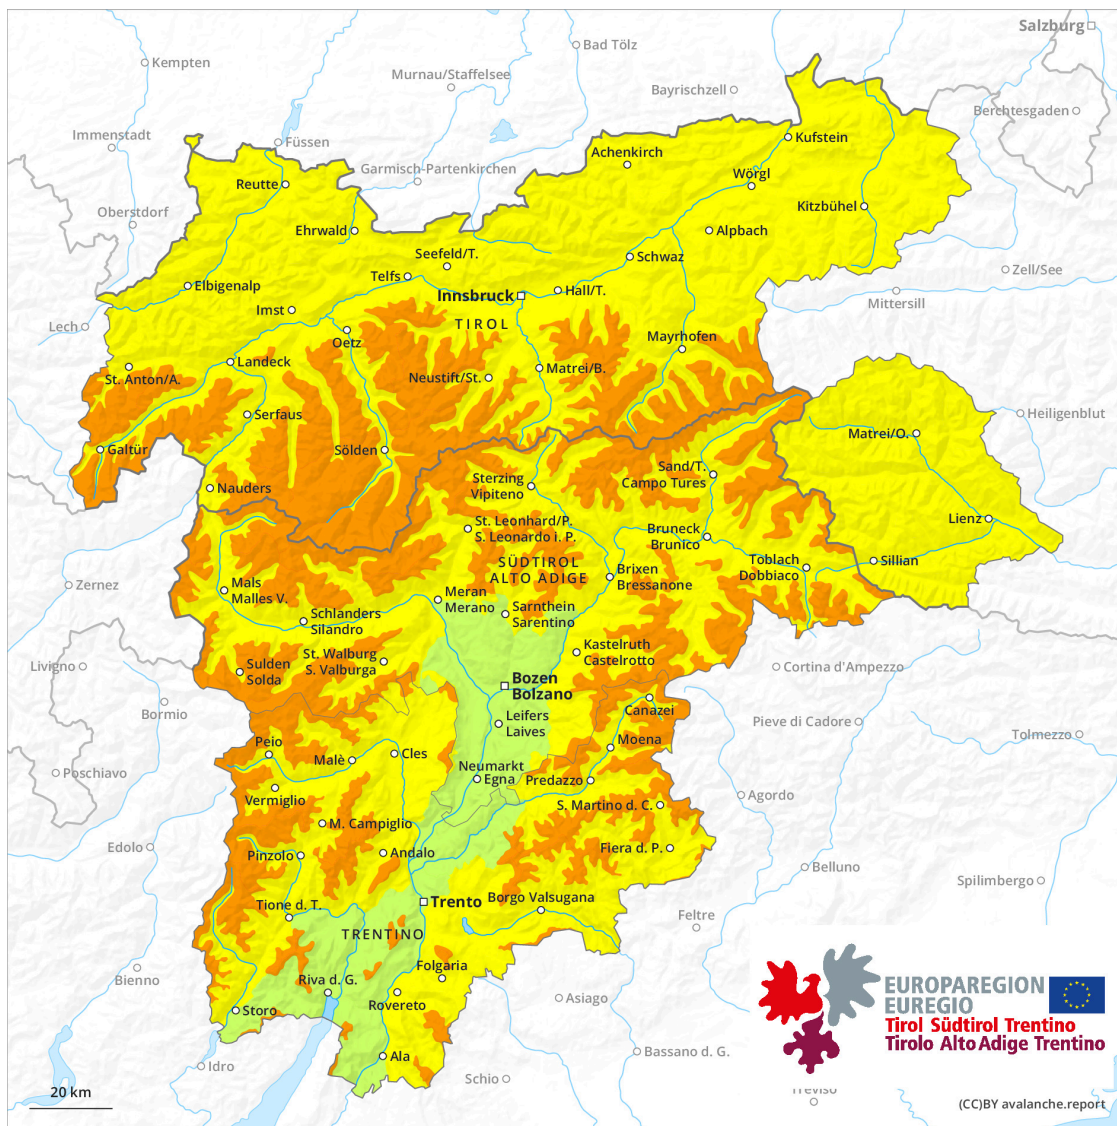 Salzburg
Bad Tölz
Kempten
Murnau/Staffelsee
Bayrischzell
Berchtesgaden
Immenstadt
Füssen
Kufstein
Achenkirch
Garmisch-Partenkirchen
Wörgl
Reutte
Oberstdorf
Kitzbühel
Ehrwald
Alpbach
Seefeld/T.
Schwaz
Telfs
Zell/See
Elbigenalp
Hall/T.
Innsbruck
Mittersill
Imst
TIROL
Lech
Oetz
Mayrhofen
Landeck
Matrei/B.
St. Anton/A.
Neustift/St.
Serfaus
Heiligenblut
Matrei/O.
Galtür
Sölden
Sand/T.
Campo Tures
Sterzing
Vipiteno
Nauders
Lienz
St. Leonhard/P.
S. Leonardo i. P.
Bruneck
Brunico
SÜDTIROL
ALTO ADIGE
Toblach
Dobbiaco
Sillian
Brixen
Bressanone
Zernez
Mals
Malles V.
Meran
Merano
Sarnthein
Sarentino
Schlanders
Silandro
Kastelruth
Castelrotto
St. Walburg
S. Valburga
Livigno
Sulden
Solda
Cortina d'Ampezzo
Bozen
Bolzano
Bormio
Canazei
Leifers
Laives
Pieve di Cadore
Tolmezzo
Peio
Moena
Malè
Cles
Poschiavo
Neumarkt
Egna
Predazzo
Vermiglio
Agordo
S. Martino d. C.
M. Campiglio
Edolo
Pinzolo
Andalo
Fiera d. P.
Belluno
Spilimbergo
Trento
Borgo Valsugana
Tione d. T.
Feltre
TRENTINO
Bienno
Folgaria
Riva d. G.
Rovereto
Asiago
Storo
EUROPAREGION
EUREGIO
Tirol Südtirol Trentino
Tirolo Alto Adige Trentino
Ala
Bassano d. G.
Idro
Schio
Treviso
20 km
(CC)BY avalanche.report